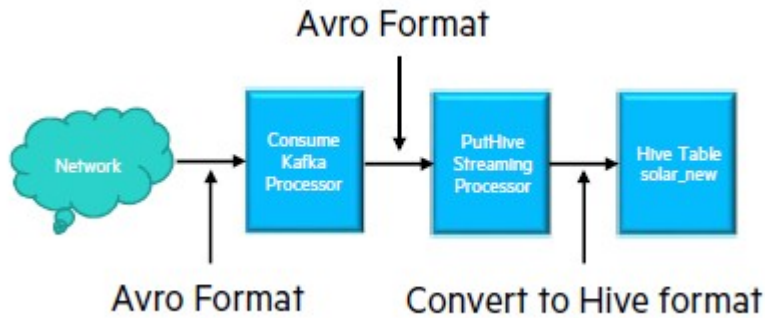 Avro Format
Network
Consume
Kafka
Processor
PutHive
Streaming
Processor
Hive Table
solar_new
Avro Format
Convert to Hive format